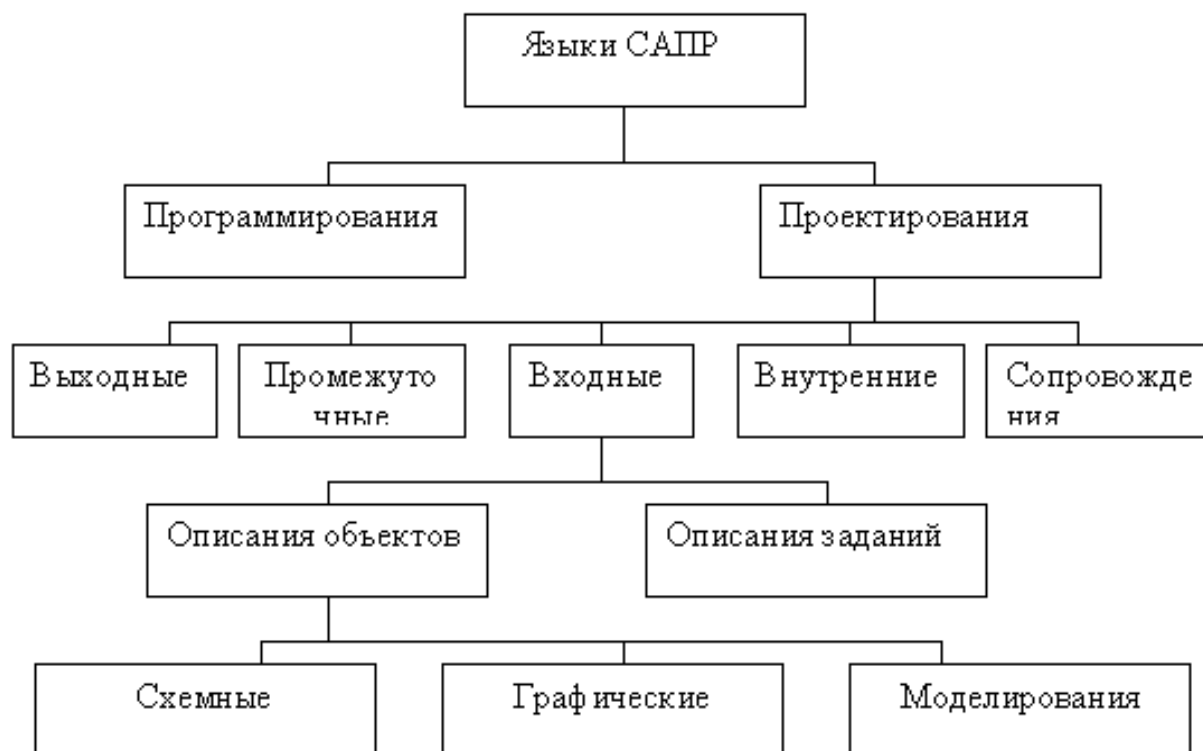 Языки САПР
Программирования
Проектирования
Выходные
Промежуто
чные
Входные
Внутренние
Сопровожде
ния
Описания объектов
Описания заданий
Схемные
Графические
Моделирования